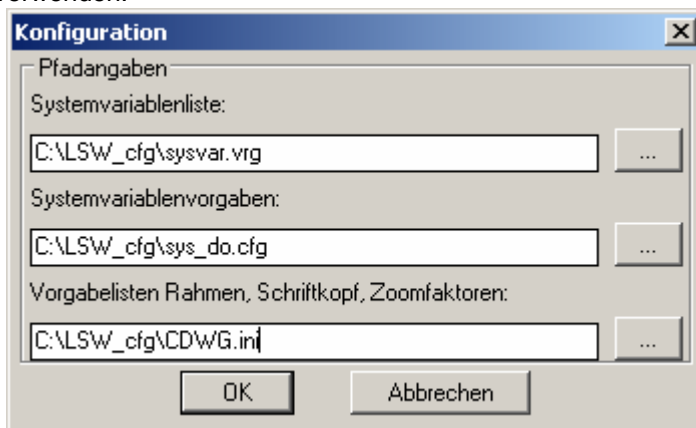 Konfiguration
Pfadangaben
Systemvariablenliste:
C:\LSW_cfg\sysvar.vrg
...
Systemvariablenvorgaben:
C:\LSW_cfg\sys_do.cfg
...
Vorgabelisten Rahmen, Schriftkopf, Zoomfaktoren:
C:\LSW_cfg\CDWG.ini
...
OK Abbrechen